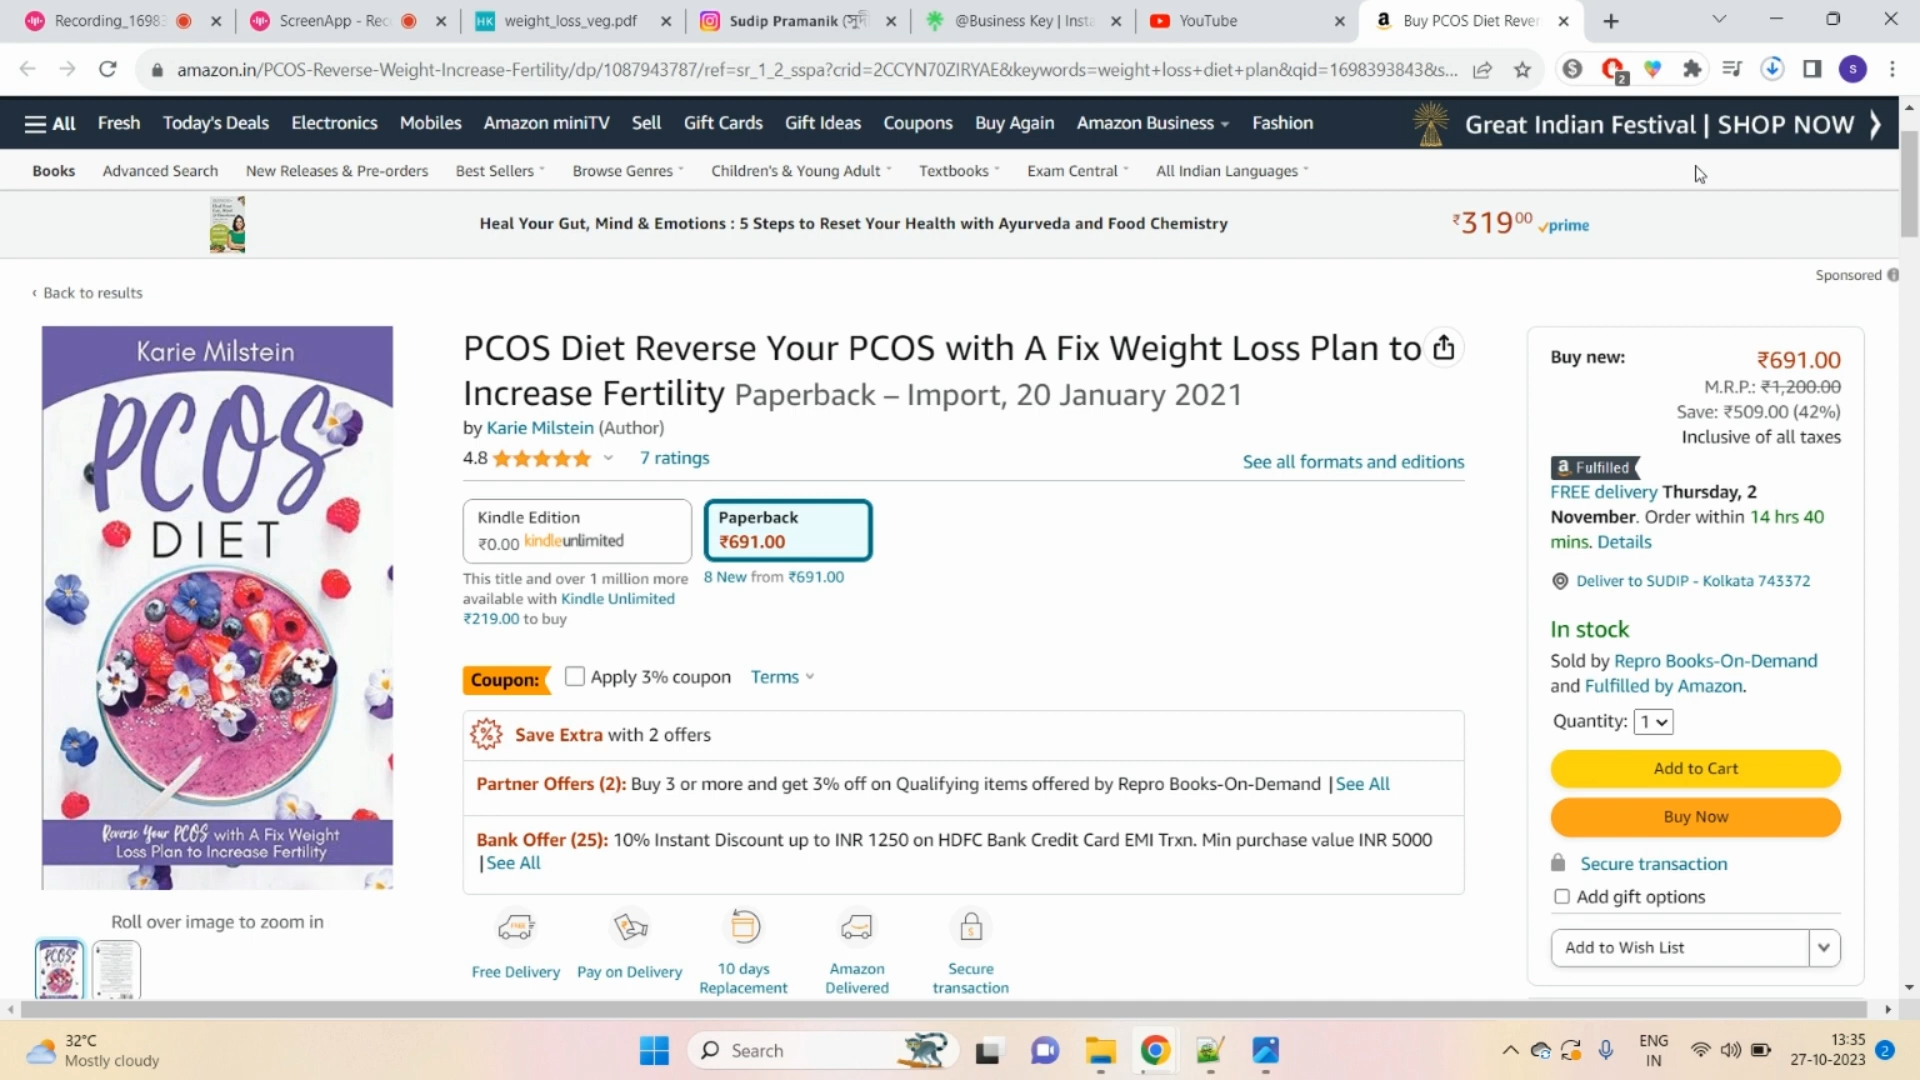 Recording_1698:
ScreenApp - Rec
HK weight_loss_veg.pdf
Sudip Pramanik (সুদী
@Business Key | Insta
YouTube
Buy PCOS Diet Rever
amazon.in/PCOS-Reverse-Weight-Increase-Fertility/dp/1087943787/ref=sr_1_2_sspa?crid=2CCYN70ZIRYAE&keywords=weight+loss+diet+plan&qid=1698393843&s...
2
S
All Fresh Today's Deals Electronics Mobiles Amazon miniTV Sell Gift Cards Gift Ideas Coupons Buy Again Amazon Business Fashion
Great Indian Festival | SHOP NOW
Books Advanced Search New Releases & Pre-orders Best Sellers Browse Genres Children's & Young Adult Textbooks Exam Central All Indian Languages
Heal Your Gut, Mind & Emotions : 5 Steps to Reset Your Health with Ayurveda and Food Chemistry
₹31900 prime
Sponsored
‹ Back to results
Karie Milstein
PCOS
DIET
Reverse Your PCOS with A Fix Weight
Loss Plan to Increase Fertility
Roll over image to zoom in
PCOS
PCOS Diet Reverse Your PCOS with A Fix Weight Loss Plan to
Increase Fertility Paperback – Import, 20 January 2021
by Karie Milstein (Author)
4.8 7 ratings
See all formats and editions
Kindle Edition
₹0.00 kindleunlimited
Paperback
₹691.00
This title and over 1 million more
available with Kindle Unlimited
₹219.00 to buy
8 New from ₹691.00
Coupon: Apply 3% coupon Terms
Save Extra with 2 offers
Partner Offers (2): Buy 3 or more and get 3% off on Qualifying items offered by Repro Books-On-Demand |See All
Bank Offer (25): 10% Instant Discount up to INR 1250 on HDFC Bank Credit Card EMI Trxn. Min purchase value INR 5000
|See All
FREE
Free Delivery
Pay on Delivery
10 days
Replacement
Amazon
Delivered
Secure
transaction
Buy new: ₹691.00
M.R.P.: ₹1,200.00
Save: ₹509.00 (42%)
Inclusive of all taxes
a Fulfilled
FREE delivery Thursday, 2
November. Order within 14 hrs 40
mins. Details
Deliver to SUDIP - Kolkata 743372
In stock
Sold by Repro Books-On-Demand
and Fulfilled by Amazon.
Quantity: 1
Add to Cart
Buy Now
Secure transaction
Add gift options
Add to Wish List
32°C
Mostly cloudy
Search
ENG
IN
13:35
27-10-2023
2